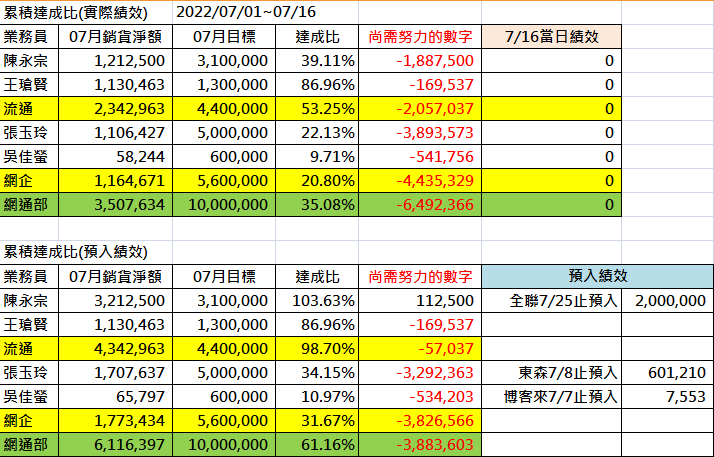 累積達成比(實際績效) 2022/07/01~07/16
業務員 07月銷貨淨額 07月目標 達成比 尚需努力的數字 7/16當日績效
陳永宗 1,212,500 3,100,000 39.11% -1,887,500 0
王瑲賢 1,130,463 1,300,000 86.96% -169,537 0
流通 2,342,963 4,400,000 53.25% -2,057,037 0
張玉玲 1,106,427 5,000,000 22.13% -3,893,573 0
吳佳螢 58,244 600,000 9.71% -541,756 0
網企 1,164,671 5,600,000 20.80% -4,435,329 0
網通部 3,507,634 10,000,000 35.08% -6,492,366 0
累積達成比(預入績效)
業務員 07月銷貨淨額 07月目標 達成比 尚需努力的數字 預入績效
陳永宗 3,212,500 3,100,000 103.63% 112,500 全聯7/25止預入 2,000,000
王瑲賢 1,130,463 1,300,000 86.96% -169,537
流通 4,342,963 4,400,000 98.70% -57,037
張玉玲 1,707,637 5,000,000 34.15% -3,292,363 東森7/8止預入 601,210
吳佳螢 65,797 600,000 10.97% -534,203 博客來7/7止預入 7,553
網企 1,773,434 5,600,000 31.67% -3,826,566
網通部 6,116,397 10,000,000 61.16% -3,883,603